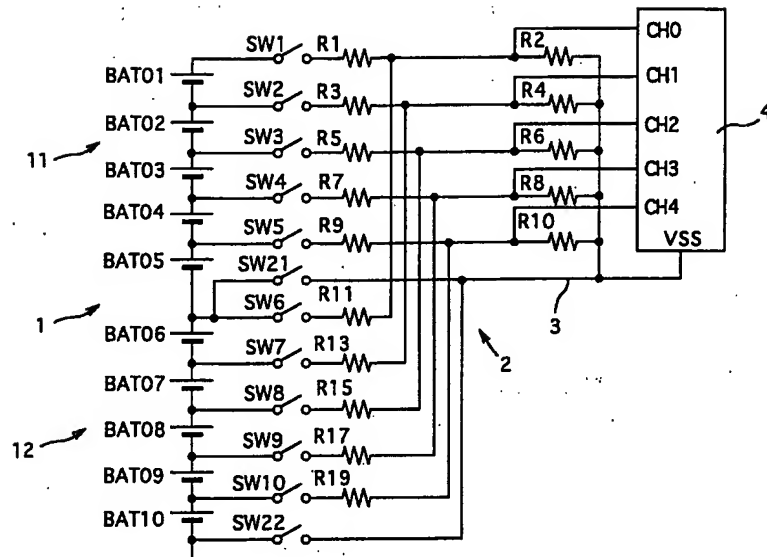 SW1 R1 R2 CH0
BAT01
SW2 R3 R4 CH1
BAT02
SW3 R5 R6 CH2
4
11
BAT03
SW4 R7 R8 CH3
BAT04
SW5 R9 R10 CH4
BAT05
SW21 VSS
1
SW6 R11
2 3
BAT06
SW7 R13
BAT07
SW8 R15
12
BAT08
SW9 R17
BAT09
SW10 R19
BAT10
SW22